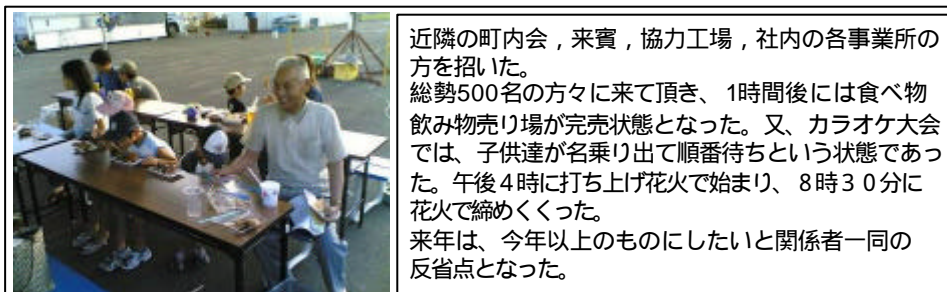 近隣の町内会，来賓，協力工場，社内の各事業所の
方を招いた。
総勢500名の方々に来て頂き、1時間後には食べ物
飲み物売り場が完売状態となった。又、カラオケ大会
では、子供達が名乗り出て順番待ちという状態であっ
た。午後４時に打ち上げ花火で始まり、８時３０分に
花火で締めくくった。
来年は、今年以上のものにしたいと関係者一同の
反省点となった。